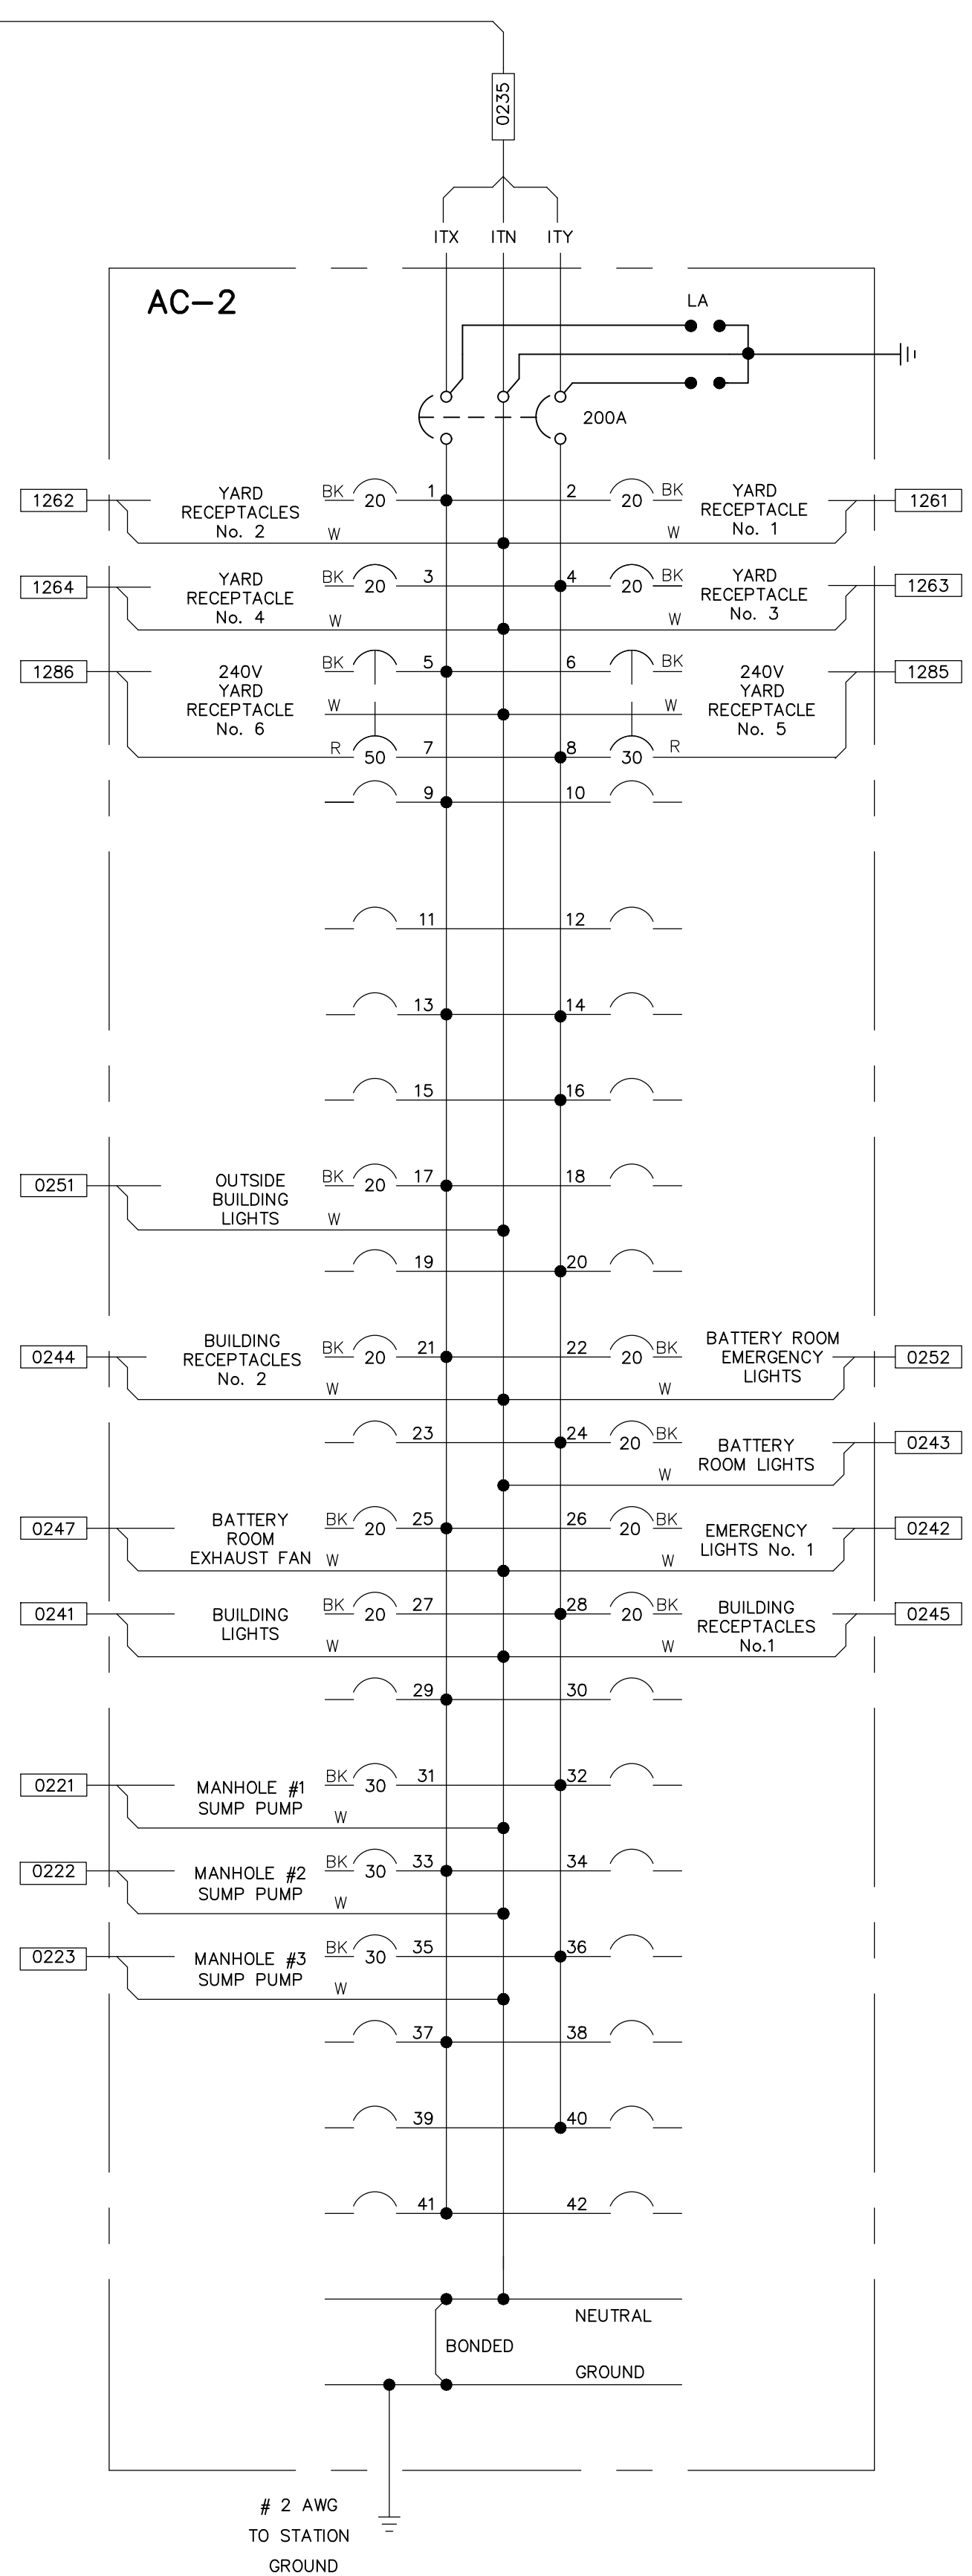 0235
ITX ITN ITY
AC-2
LA
200A
1262
YARD
RECEPTACLES
No. 2
BK 20 1
W
2 20 BK
W
YARD
RECEPTACLE
No. 1
1261
1264
YARD
RECEPTACLE
No. 4
BK 20 3
W
4 20 BK
W
YARD
RECEPTACLE
No. 3
1263
1286
240V
YARD
RECEPTACLE
No. 6
BK 5
W
R 50 7
6 BK
W
8 30 R
240V
YARD
RECEPTACLE
No. 5
1285
9 10
11 12
13 14
15 16
0251
OUTSIDE
BUILDING
LIGHTS
BK 20 17
W
18
19 20
0244
BUILDING
RECEPTACLES
No. 2
BK 20 21
W
22 20 BK
W
BATTERY ROOM
EMERGENCY
LIGHTS
0252
23
24 20 BK
W
BATTERY
ROOM LIGHTS
0243
0247
BATTERY
ROOM
EXHAUST FAN
BK 20 25
W
26 20 BK
W
EMERGENCY
LIGHTS No. 1
0242
0241
BUILDING
LIGHTS
BK 20 27
W
28 20 BK
W
BUILDING
RECEPTACLES
No.1
0245
29 30
0221
MANHOLE #1
SUMP PUMP
BK 30 31
W
32
0222
MANHOLE #2
SUMP PUMP
BK 30 33
W
34
0223
MANHOLE #3
SUMP PUMP
BK 30 35
W
36
37 38
39 40
41 42
NEUTRAL
BONDED
GROUND
# 2 AWG
TO STATION
GROUND